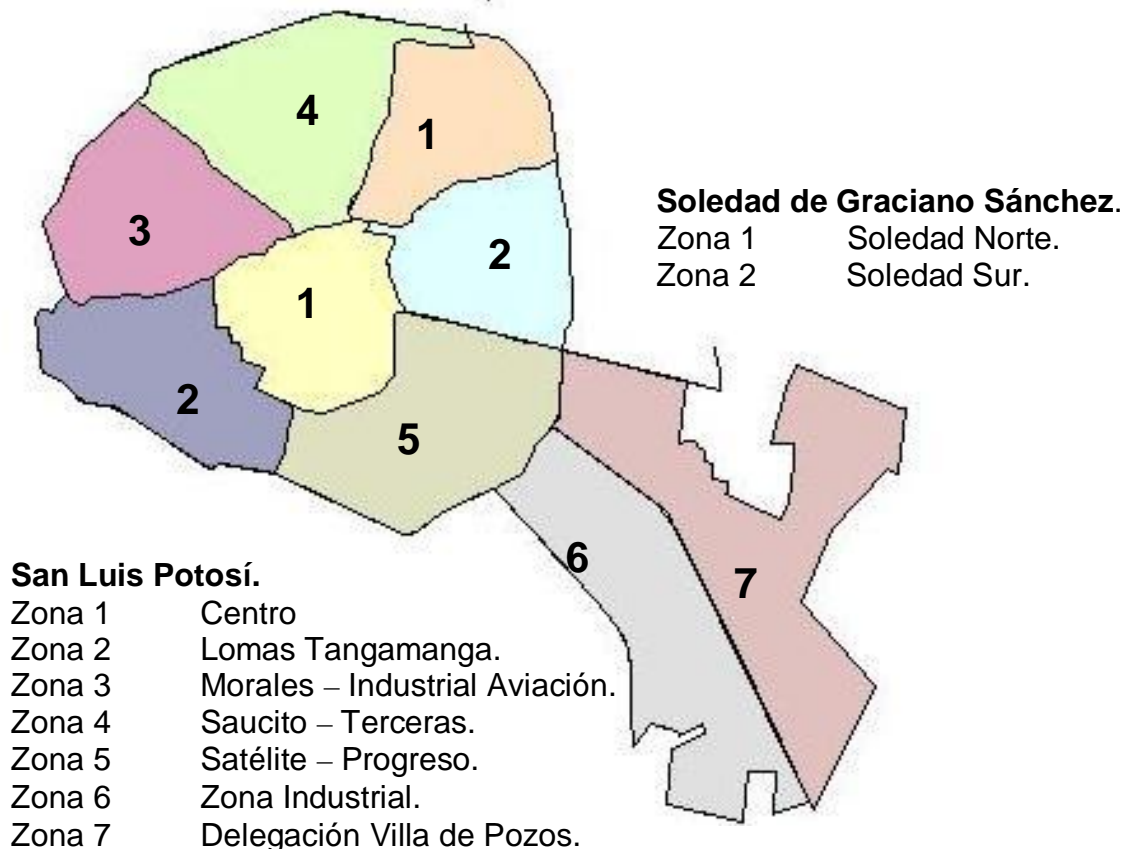 4
1
3
2
1
2
5
6
7
Soledad de Graciano Sánchez.
Zona 1 Soledad Norte.
Zona 2 Soledad Sur.
San Luis Potosí.
Zona 1 Centro
Zona 2 Lomas Tangamanga.
Zona 3 Morales – Industrial Aviación.
Zona 4 Saucito – Terceras.
Zona 5 Satélite – Progreso.
Zona 6 Zona Industrial.
Zona 7 Delegación Villa de Pozos.